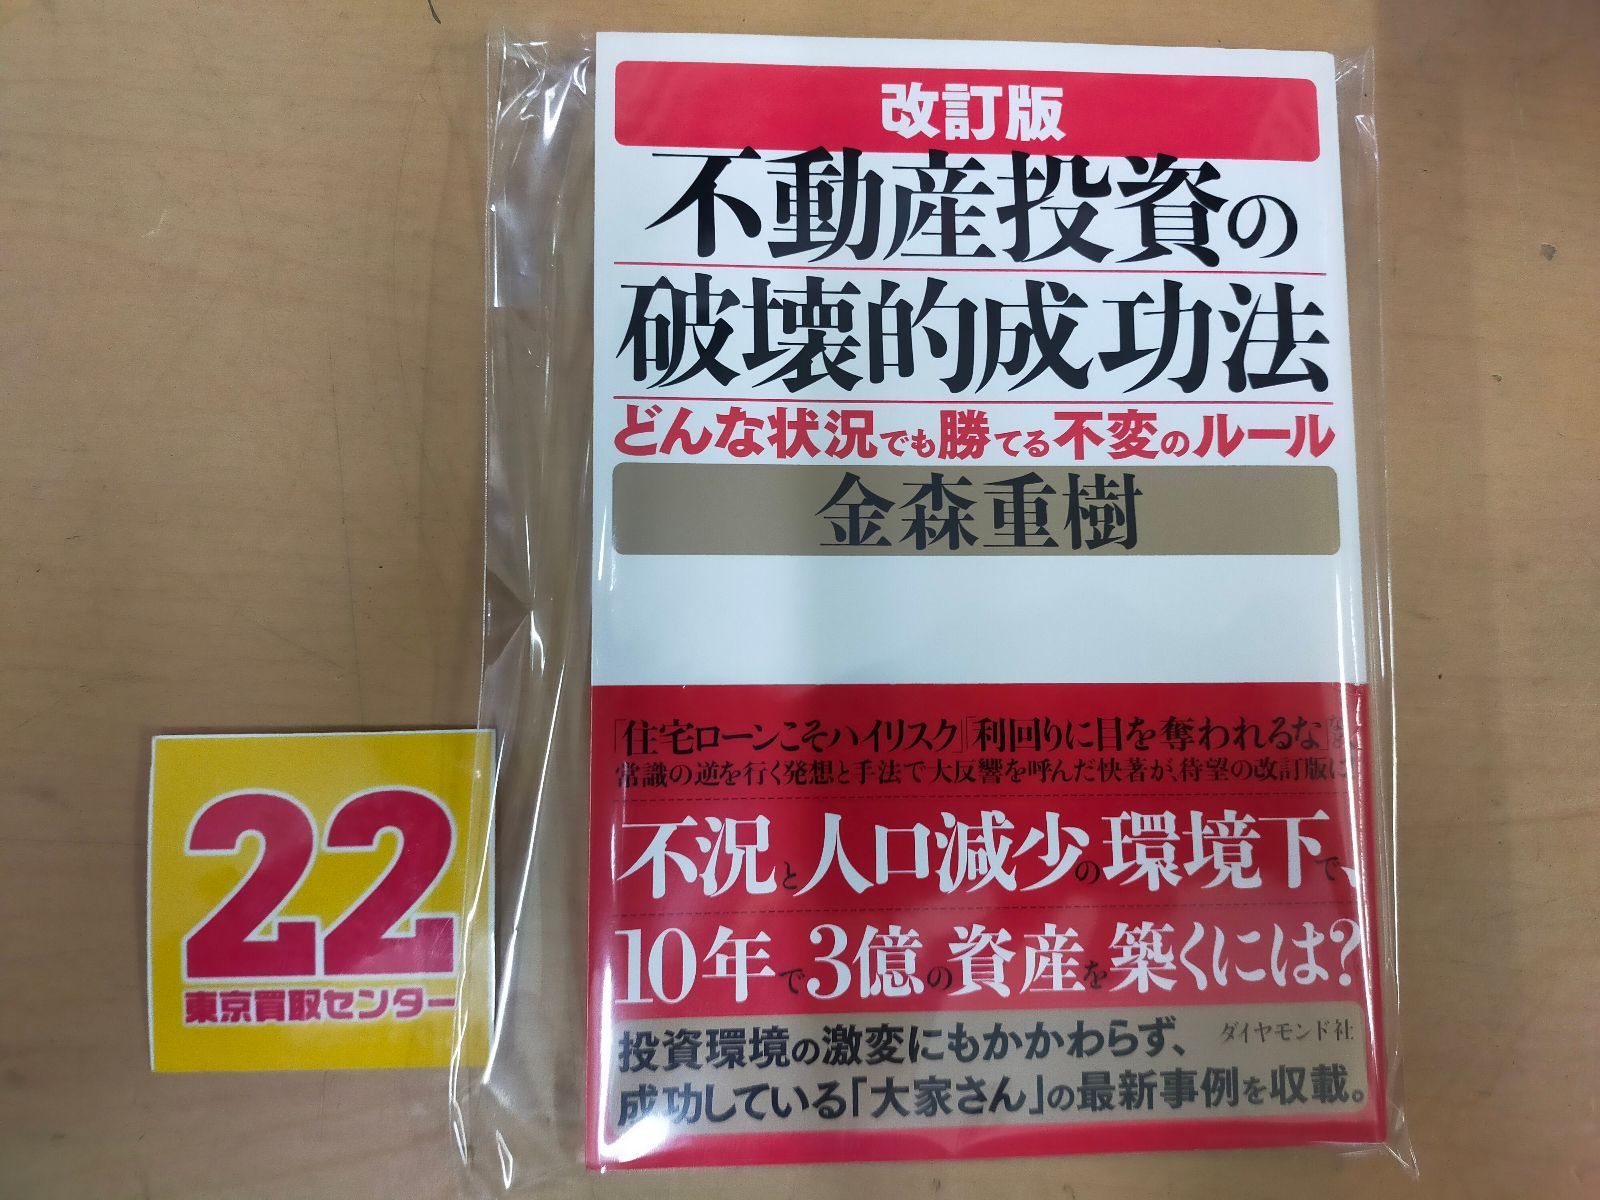 改訂版
不動産投資の
破壊的成功法
どんな状況でも勝てる不変のルール
金森重樹
「住宅ローンこそハイリスク」「利回りに目を奪われるな」
常識の逆を行く発想と手法で大反響を呼んだ快著が、待望の改訂版に
不況と人口減少の環境下で、
10年で3億の資産を築くには?
投資環境の激変にもかかわらず、
ダイヤモンド社
成功している「大家さん」の最新事例を収載。
22
東京買取センター